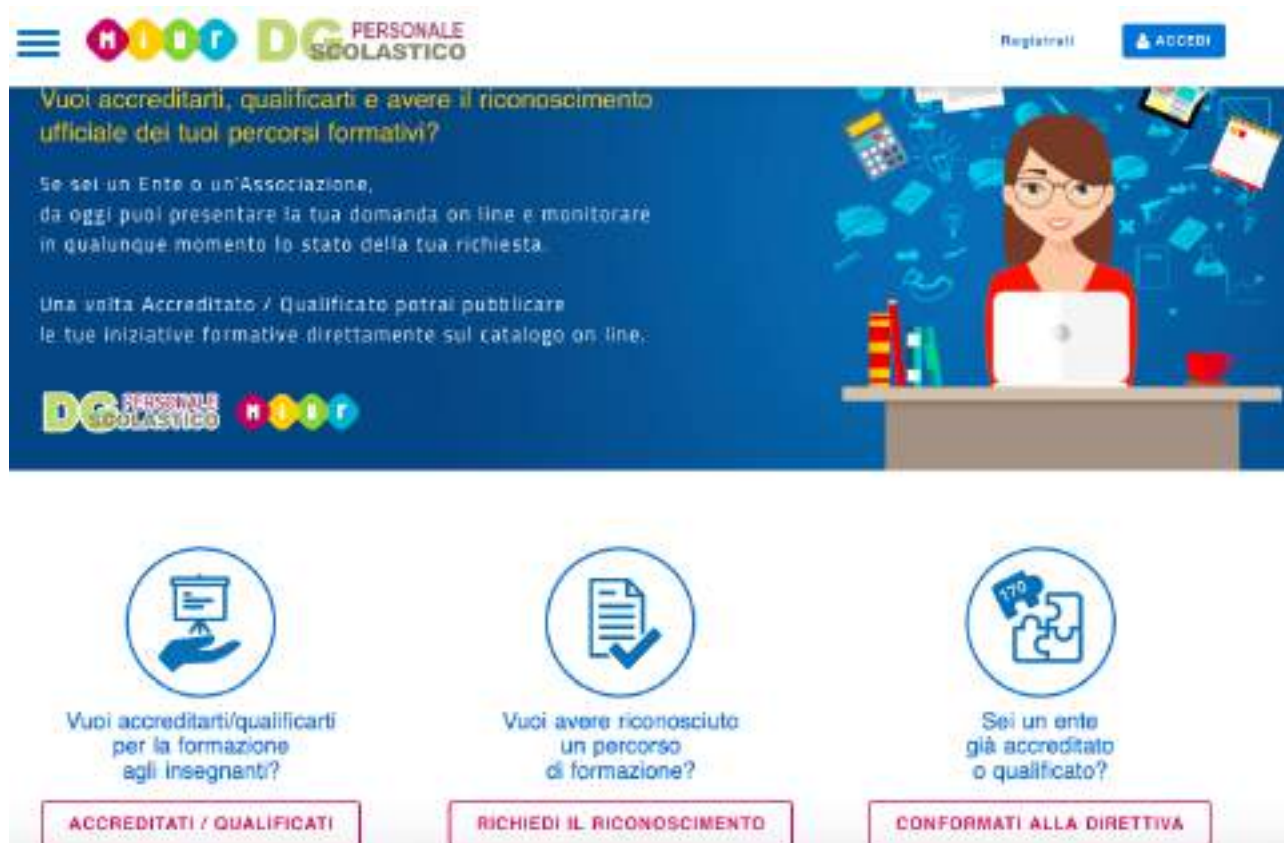 miur DG PERSONALE SCOLASTICO
Registrati
ACCEDI
Vuoi accreditarti, qualificarti e avere il riconoscimento
ufficiale dei tuoi percorsi formativi?
Se sei un Ente o un'Associazione,
da oggi puoi presentare la tua domanda on line e monitorare
in qualunque momento lo stato della tua richiesta.
Una volta Accreditato / Qualificato potrai pubblicare
le tue iniziative formative direttamente sul catalogo on line.
DG PERSONALE SCOLASTICO miur
Vuoi accreditarti/qualificarti
per la formazione
agli insegnanti?
ACCREDITATI / QUALIFICATI
Vuoi avere riconosciuto
un percorso
di formazione?
RICHIEDI IL RICONOSCIMENTO
170
Sei un ente
già accreditato
o qualificato?
CONFORMATI ALLA DIRETTIVA